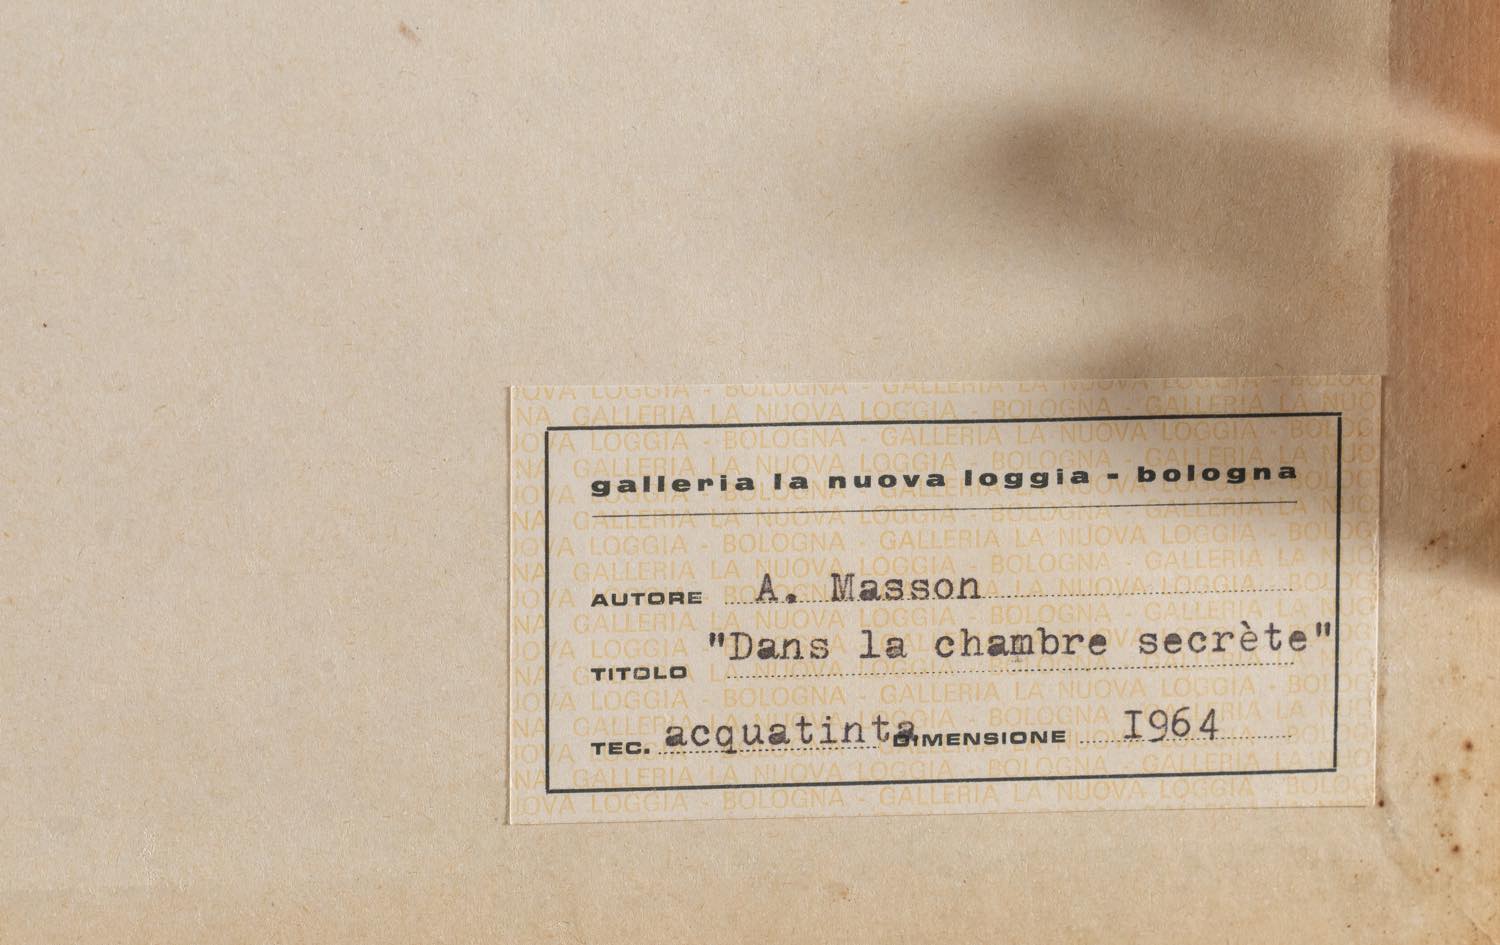 galleria la nuova loggia - bologna
AUTORE A. Masson
TITOLO "Dans la chambre secrète"
TEC. acquatinta DIMENSIONE I964